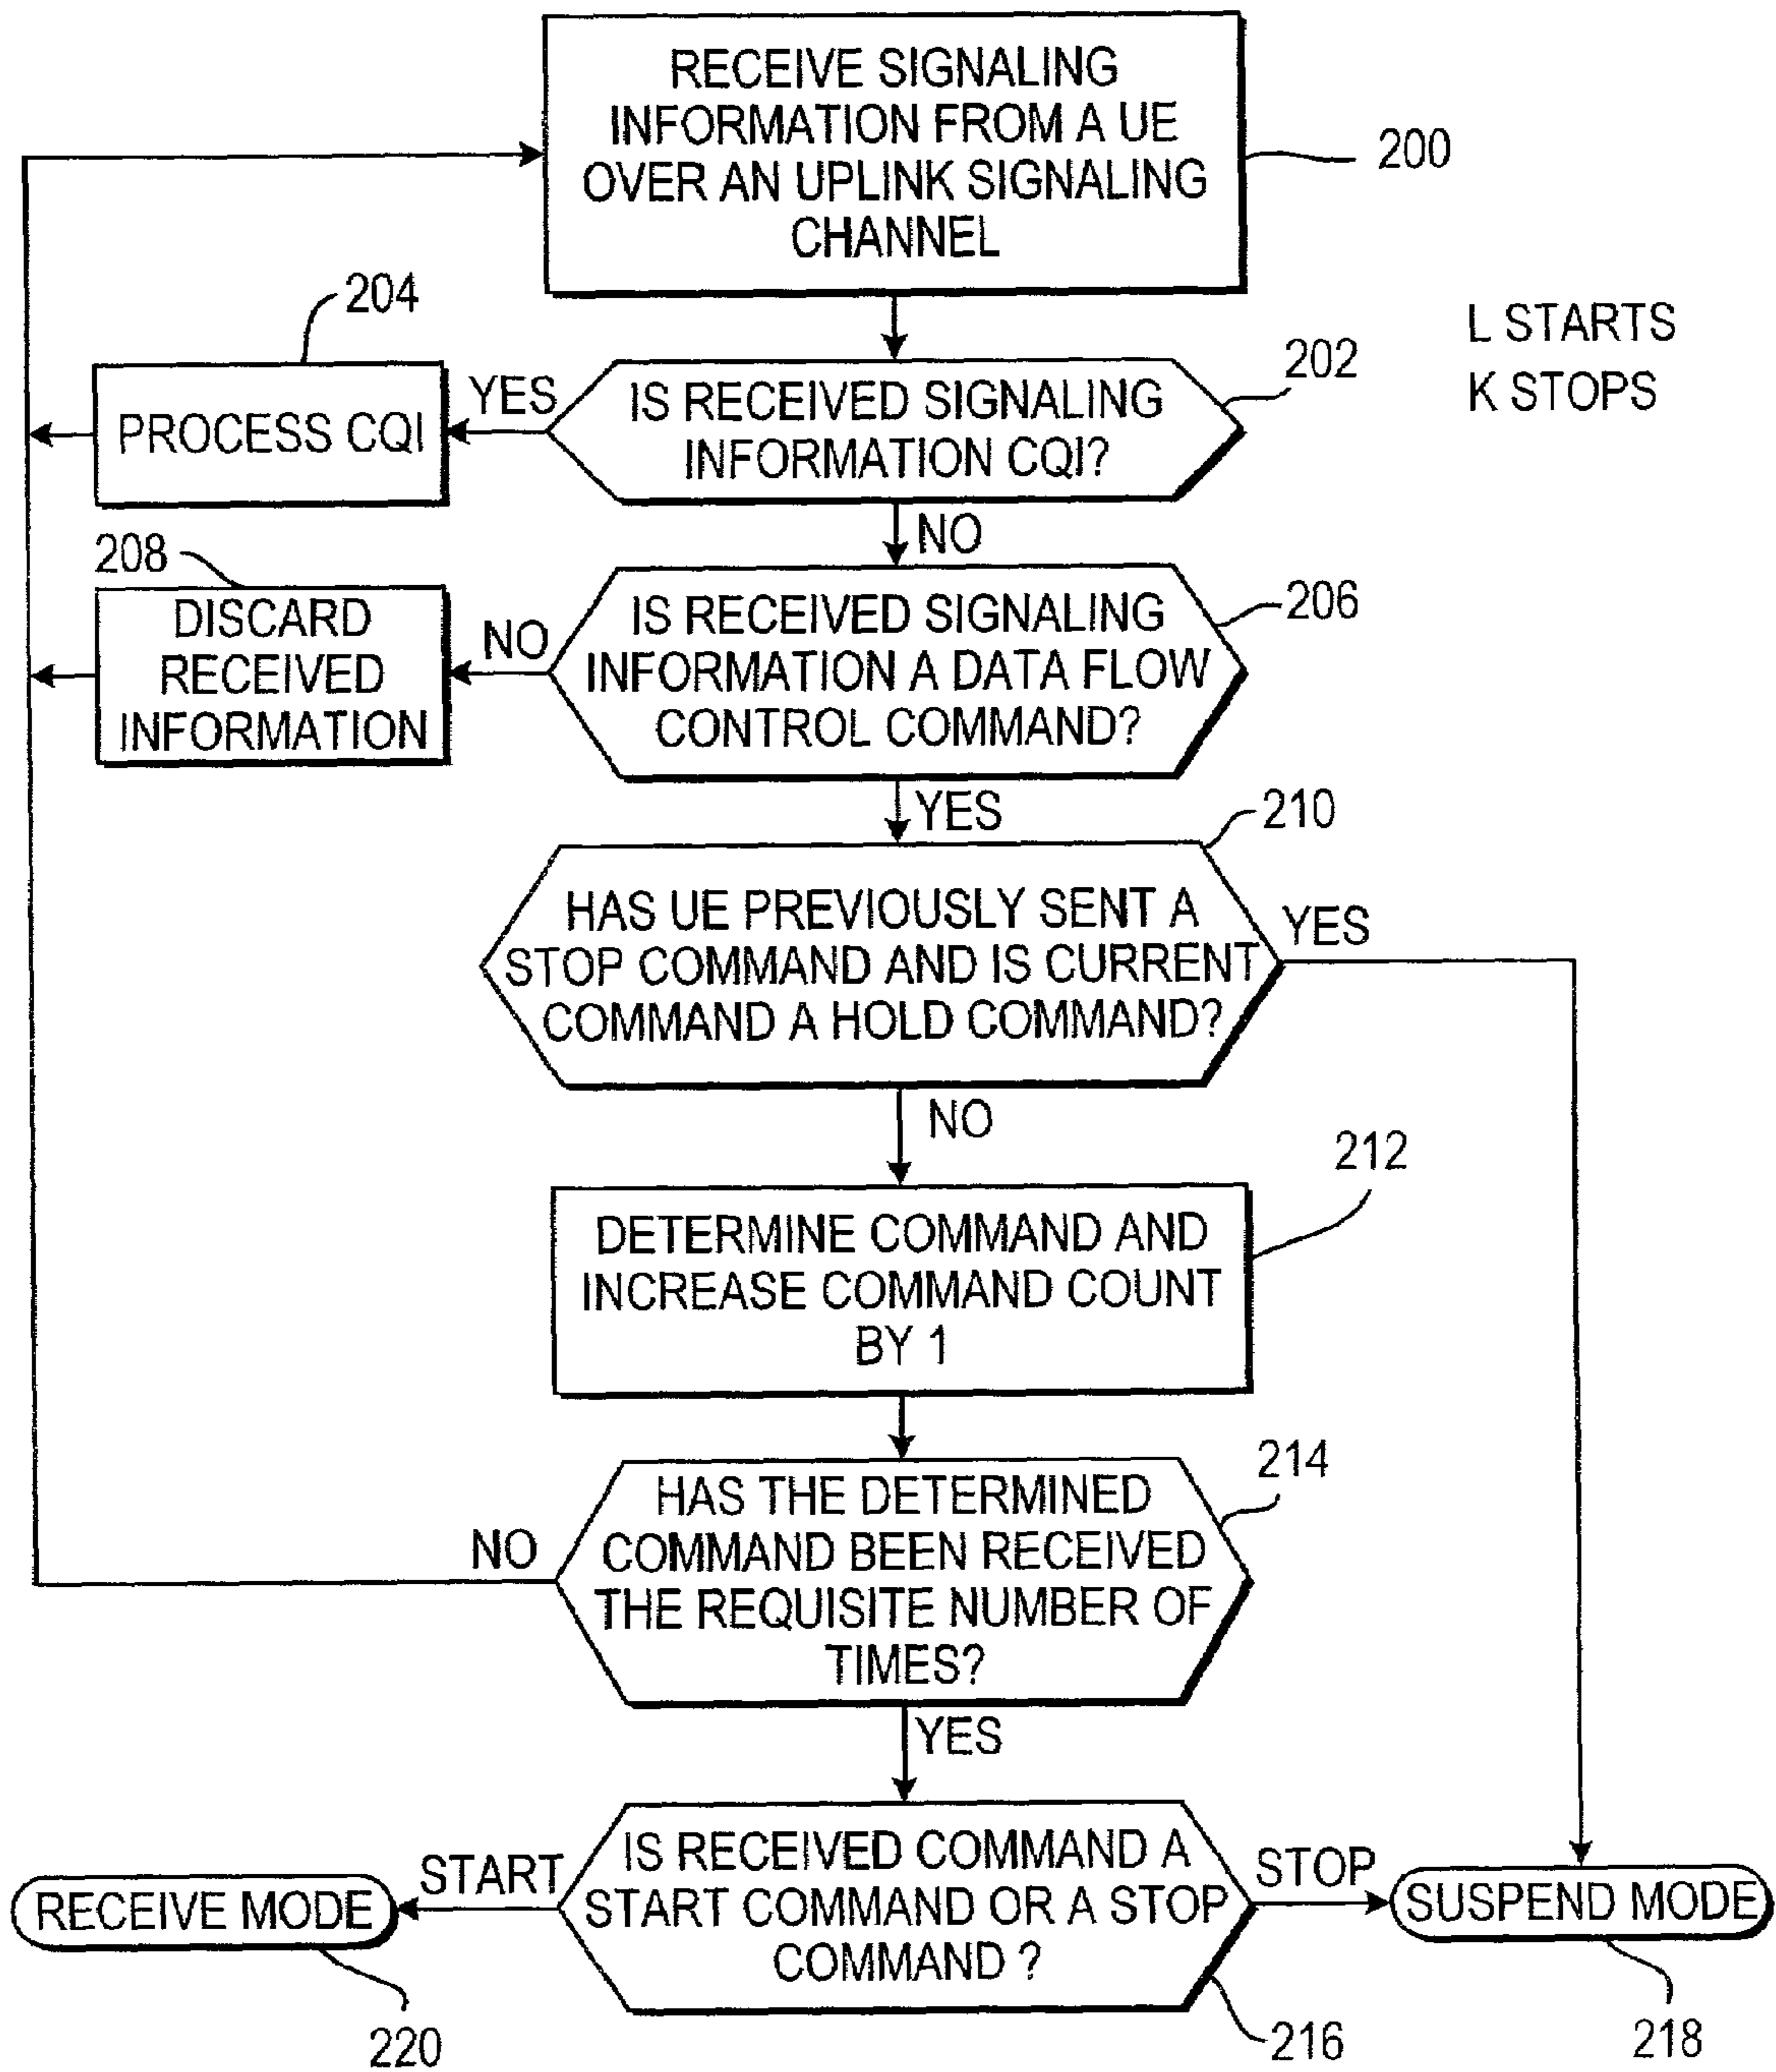 RECEIVE SIGNALING
INFORMATION FROM A UE
OVER AN UPLINK SIGNALING
CHANNEL
200
204
L STARTS
K STOPS
202
PROCESS CQI
YES
IS RECEIVED SIGNALING
INFORMATION CQI?
NO
208
DISCARD
RECEIVED
INFORMATION
NO
IS RECEIVED SIGNALING
INFORMATION A DATA FLOW
CONTROL COMMAND?
206
YES
210
HAS UE PREVIOUSLY SENT A
STOP COMMAND AND IS CURRENT
COMMAND A HOLD COMMAND?
YES
NO
212
DETERMINE COMMAND AND
INCREASE COMMAND COUNT
BY 1
214
HAS THE DETERMINED
COMMAND BEEN RECEIVED
THE REQUISITE NUMBER OF
TIMES?
NO
YES
IS RECEIVED COMMAND A
START COMMAND OR A STOP
COMMAND ?
START
STOP
RECEIVE MODE
SUSPEND MODE
220
216
218